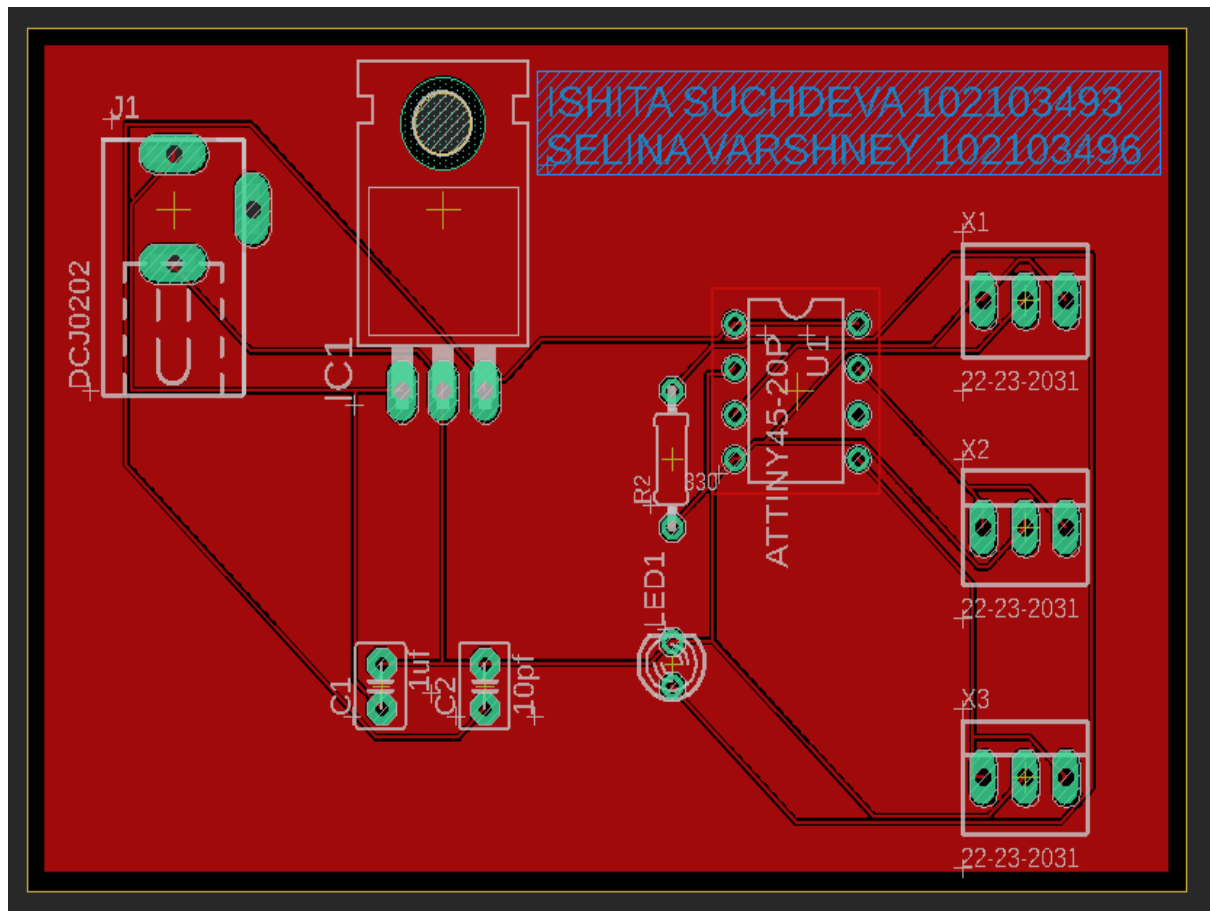 ISHITA SUCHDEVA 102103493
SELINA VARSHNEY 102103496
J1
DCJ0202
IC1
X1
22-23-2031
U1
ATTINY45-20P
R2
330
X2
22-23-2031
LED1
C1
1uf
C2
10pf
X3
22-23-2031